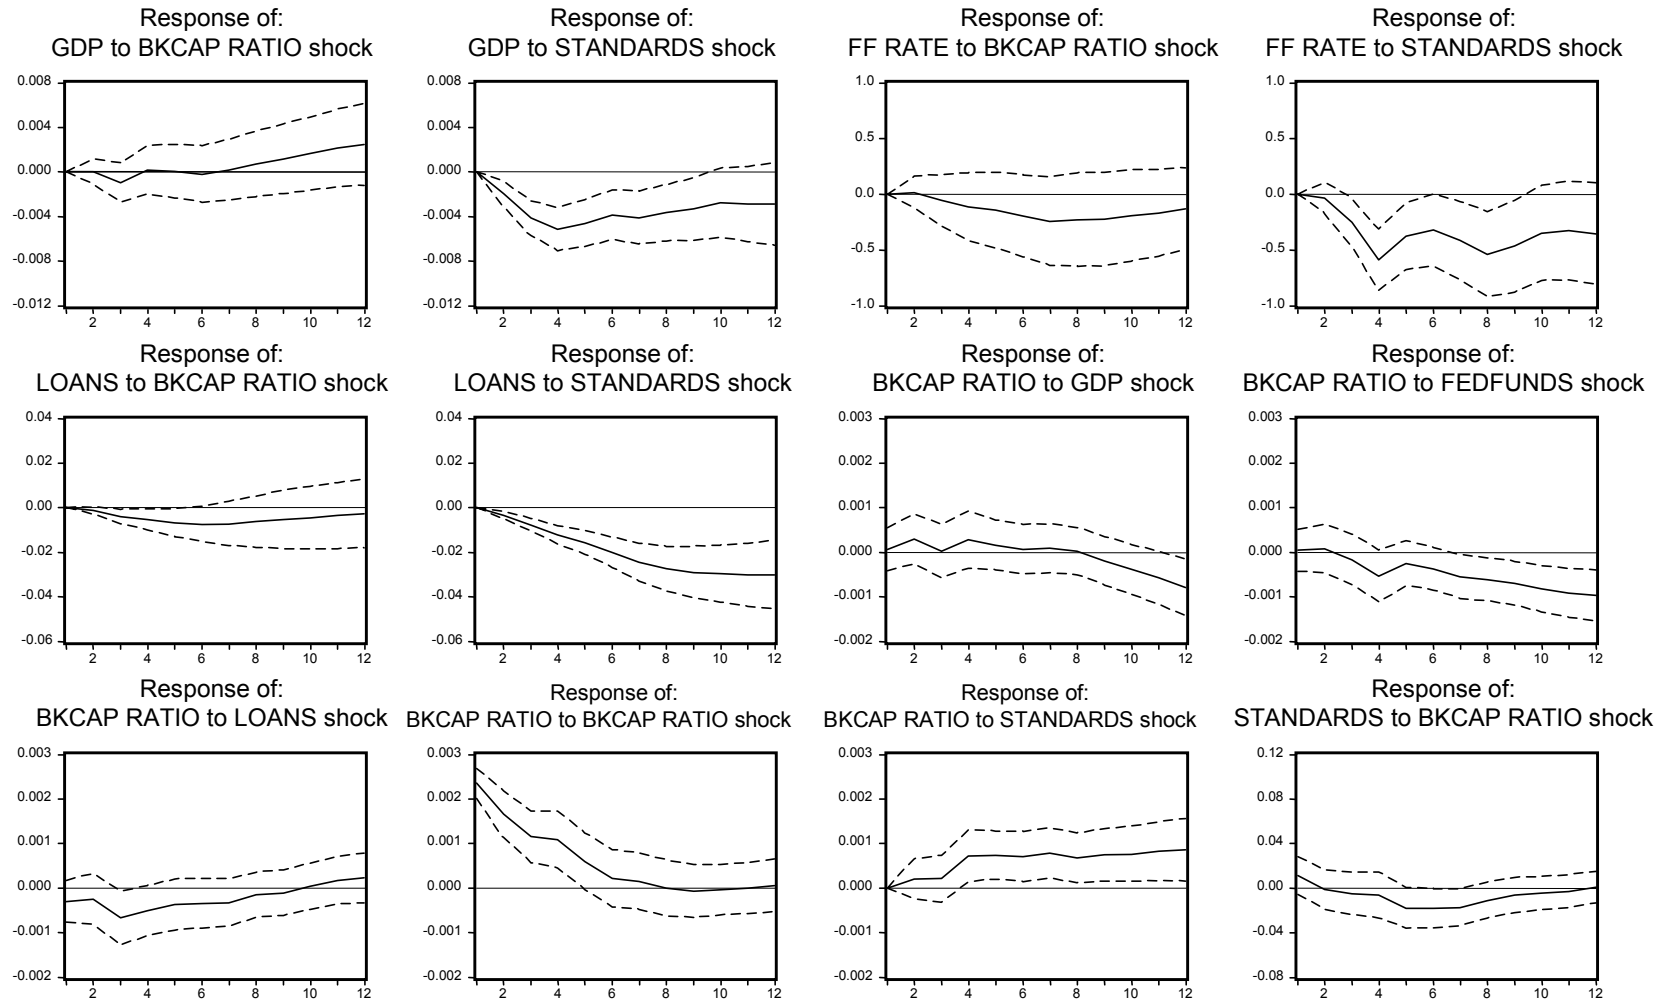 Response of:
GDP to BKCAP RATIO shock
0.008
0.004
0.000
-0.004
-0.008
-0.012
2 4 6 8 10 12
Response of:
GDP to STANDARDS shock
0.008
0.004
0.000
-0.004
-0.008
-0.012
2 4 6 8 10 12
Response of:
FF RATE to BKCAP RATIO shock
1.0
0.5
0.0
-0.5
-1.0
2 4 6 8 10 12
Response of:
FF RATE to STANDARDS shock
1.0
0.5
0.0
-0.5
-1.0
2 4 6 8 10 12
Response of:
LOANS to BKCAP RATIO shock
0.04
0.02
0.00
-0.02
-0.04
-0.06
2 4 6 8 10 12
Response of:
LOANS to STANDARDS shock
0.04
0.02
0.00
-0.02
-0.04
-0.06
2 4 6 8 10 12
Response of:
BKCAP RATIO to GDP shock
0.003
0.002
0.001
0.000
-0.001
-0.002
2 4 6 8 10 12
Response of:
BKCAP RATIO to FEDFUNDS shock
0.003
0.002
0.001
0.000
-0.001
-0.002
2 4 6 8 10 12
Response of:
BKCAP RATIO to LOANS shock
0.003
0.002
0.001
0.000
-0.001
-0.002
2 4 6 8 10 12
Response of:
BKCAP RATIO to BKCAP RATIO shock
0.003
0.002
0.001
0.000
-0.001
-0.002
2 4 6 8 10 12
Response of:
BKCAP RATIO to STANDARDS shock
0.003
0.002
0.001
0.000
-0.001
-0.002
2 4 6 8 10 12
Response of:
STANDARDS to BKCAP RATIO shock
0.12
0.08
0.04
0.00
-0.04
-0.08
2 4 6 8 10 12